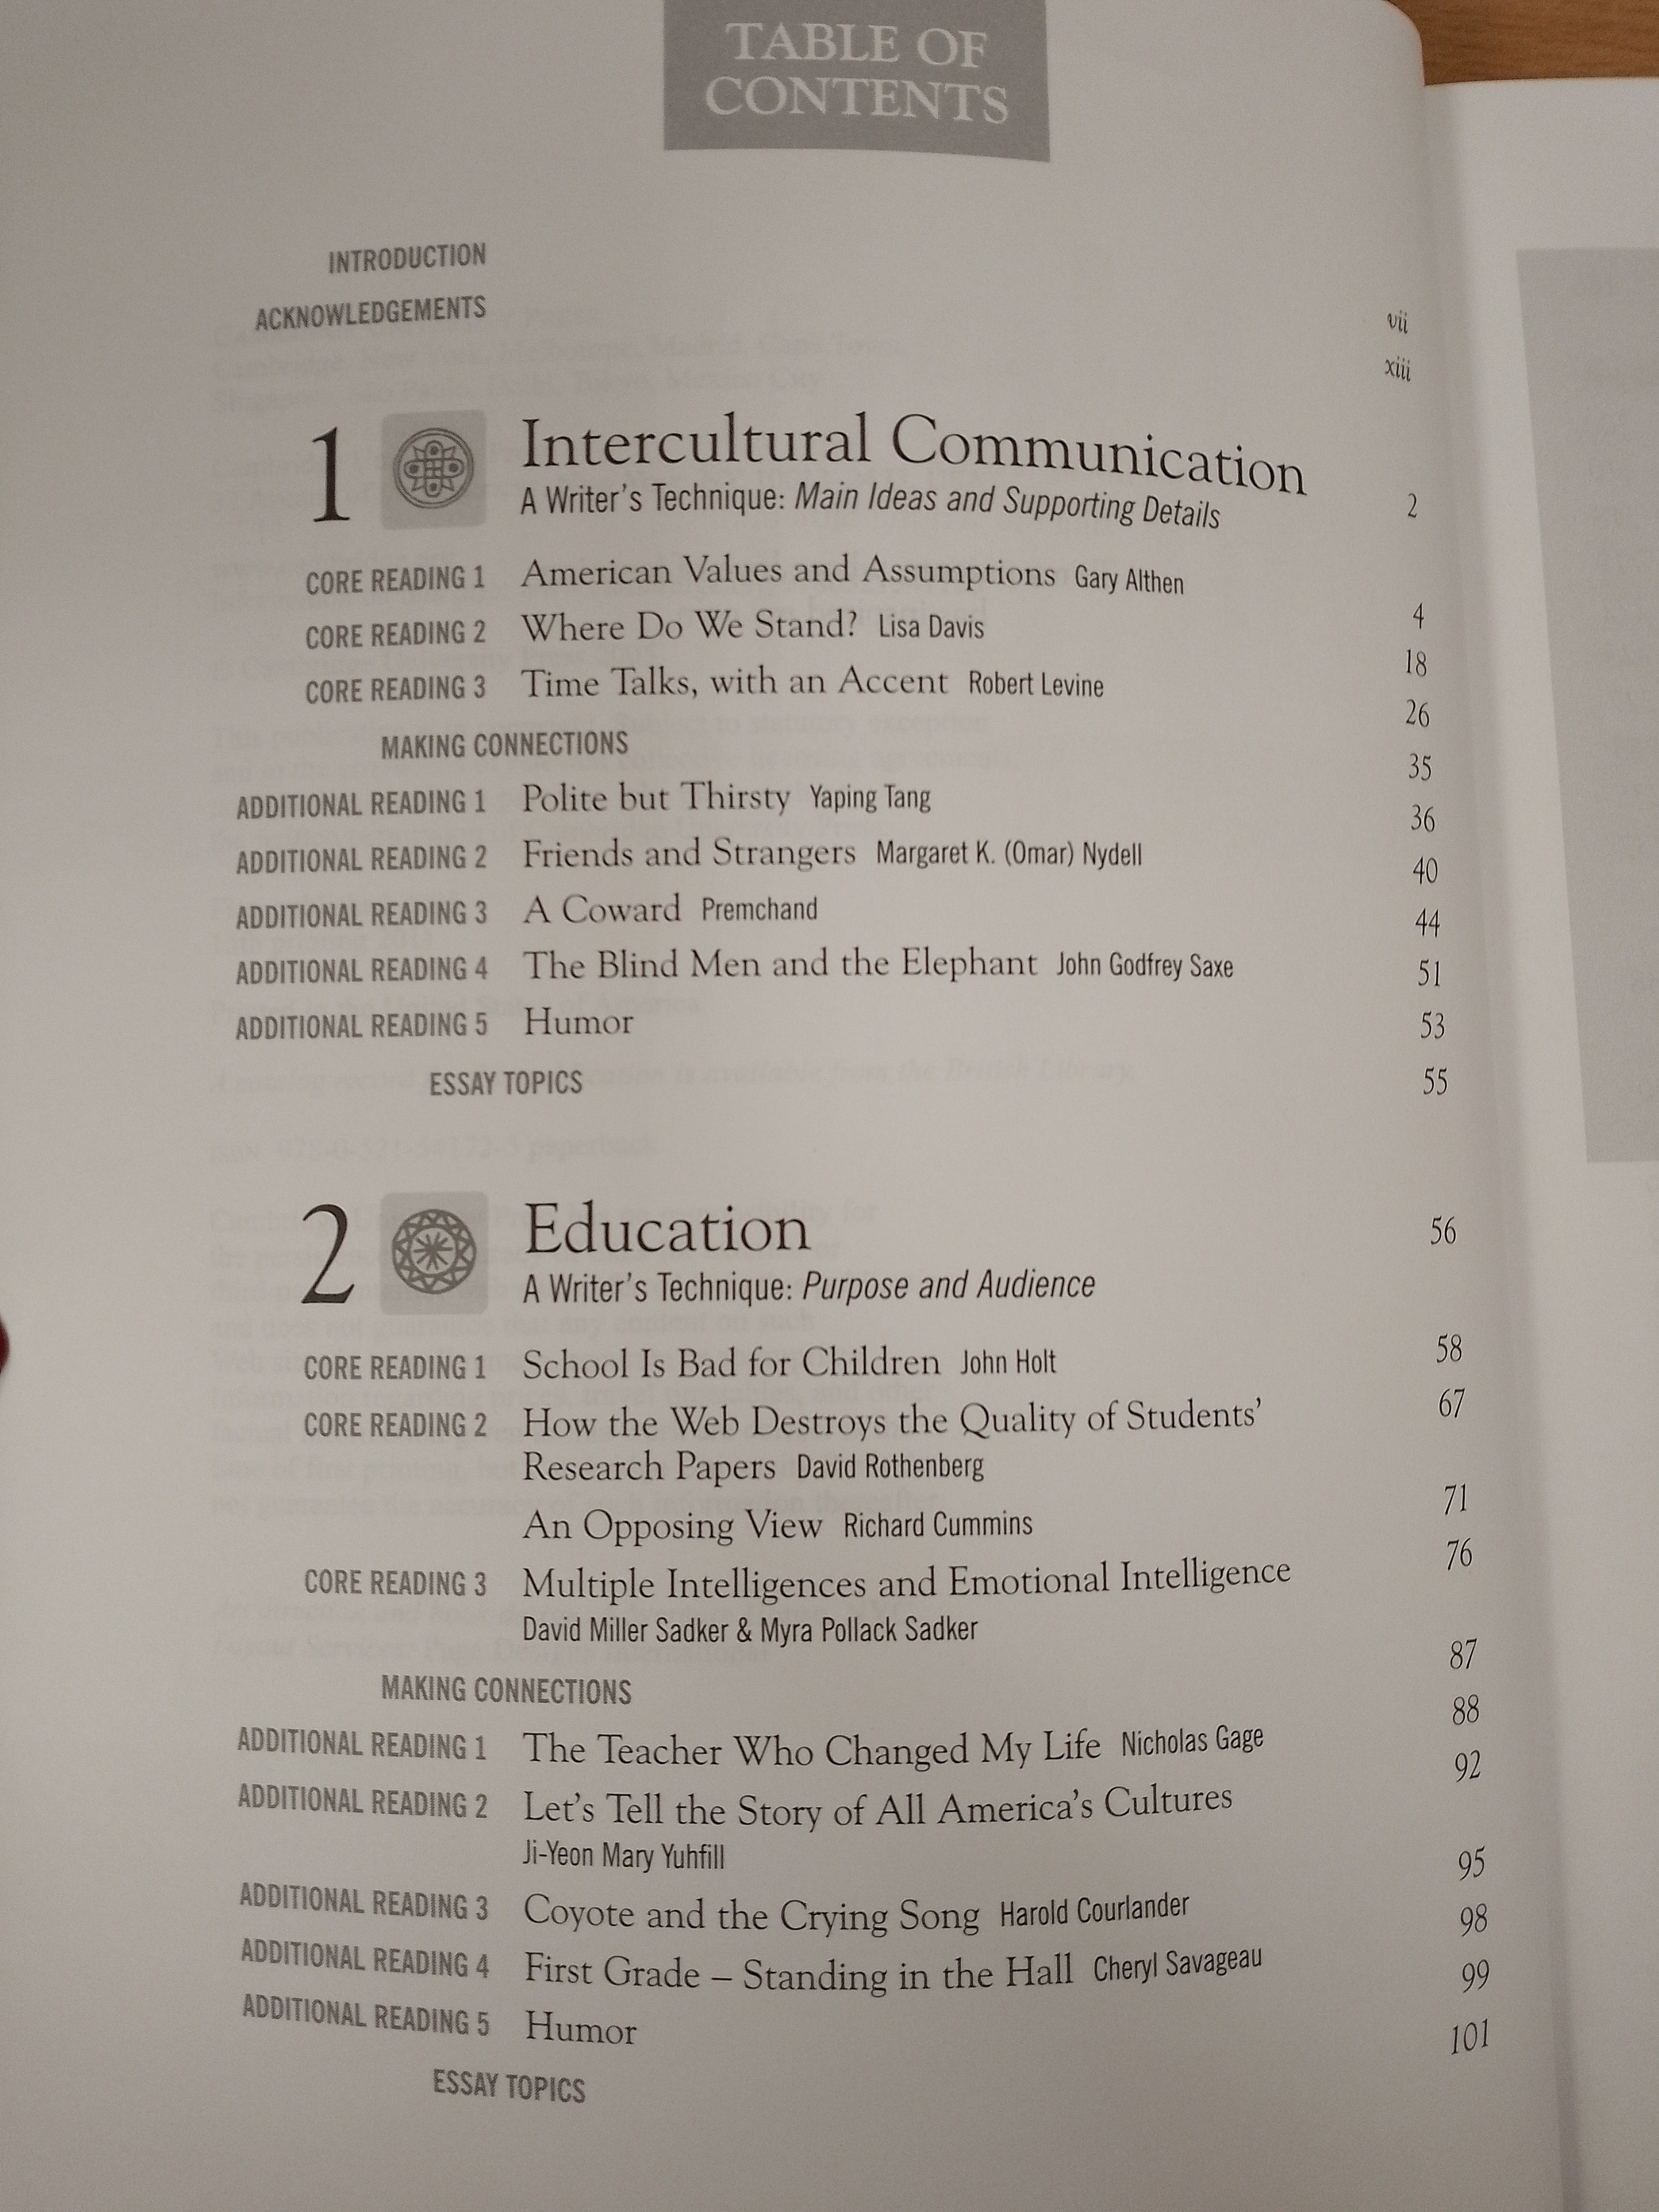 TABLE OF
CONTENTS
INTRODUCTION vii
ACKNOWLEDGEMENTS xiii
1 Intercultural Communication 2
A Writer's Technique: Main Ideas and Supporting Details
CORE READING 1 American Values and Assumptions Gary Althen 4
CORE READING 2 Where Do We Stand? Lisa Davis 18
CORE READING 3 Time Talks, with an Accent Robert Levine 26
MAKING CONNECTIONS 35
ADDITIONAL READING 1 Polite but Thirsty Yaping Tang 36
ADDITIONAL READING 2 Friends and Strangers Margaret K. (Omar) Nydell 40
ADDITIONAL READING 3 A Coward Premchand 44
ADDITIONAL READING 4 The Blind Men and the Elephant John Godfrey Saxe 51
ADDITIONAL READING 5 Humor 53
ESSAY TOPICS 55
2 Education 56
A Writer's Technique: Purpose and Audience
CORE READING 1 School Is Bad for Children John Holt 58
CORE READING 2 How the Web Destroys the Quality of Students' 67
Research Papers David Rothenberg
An Opposing View Richard Cummins 71
CORE READING 3 Multiple Intelligences and Emotional Intelligence 76
David Miller Sadker & Myra Pollack Sadker
MAKING CONNECTIONS 87
ADDITIONAL READING 1 The Teacher Who Changed My Life Nicholas Gage 88
ADDITIONAL READING 2 Let's Tell the Story of All America's Cultures 92
Ji-Yeon Mary Yuhfill
ADDITIONAL READING 3 Coyote and the Crying Song Harold Courlander 95
ADDITIONAL READING 4 First Grade – Standing in the Hall Cheryl Savageau 98
ADDITIONAL READING 5 Humor 99
ESSAY TOPICS 101